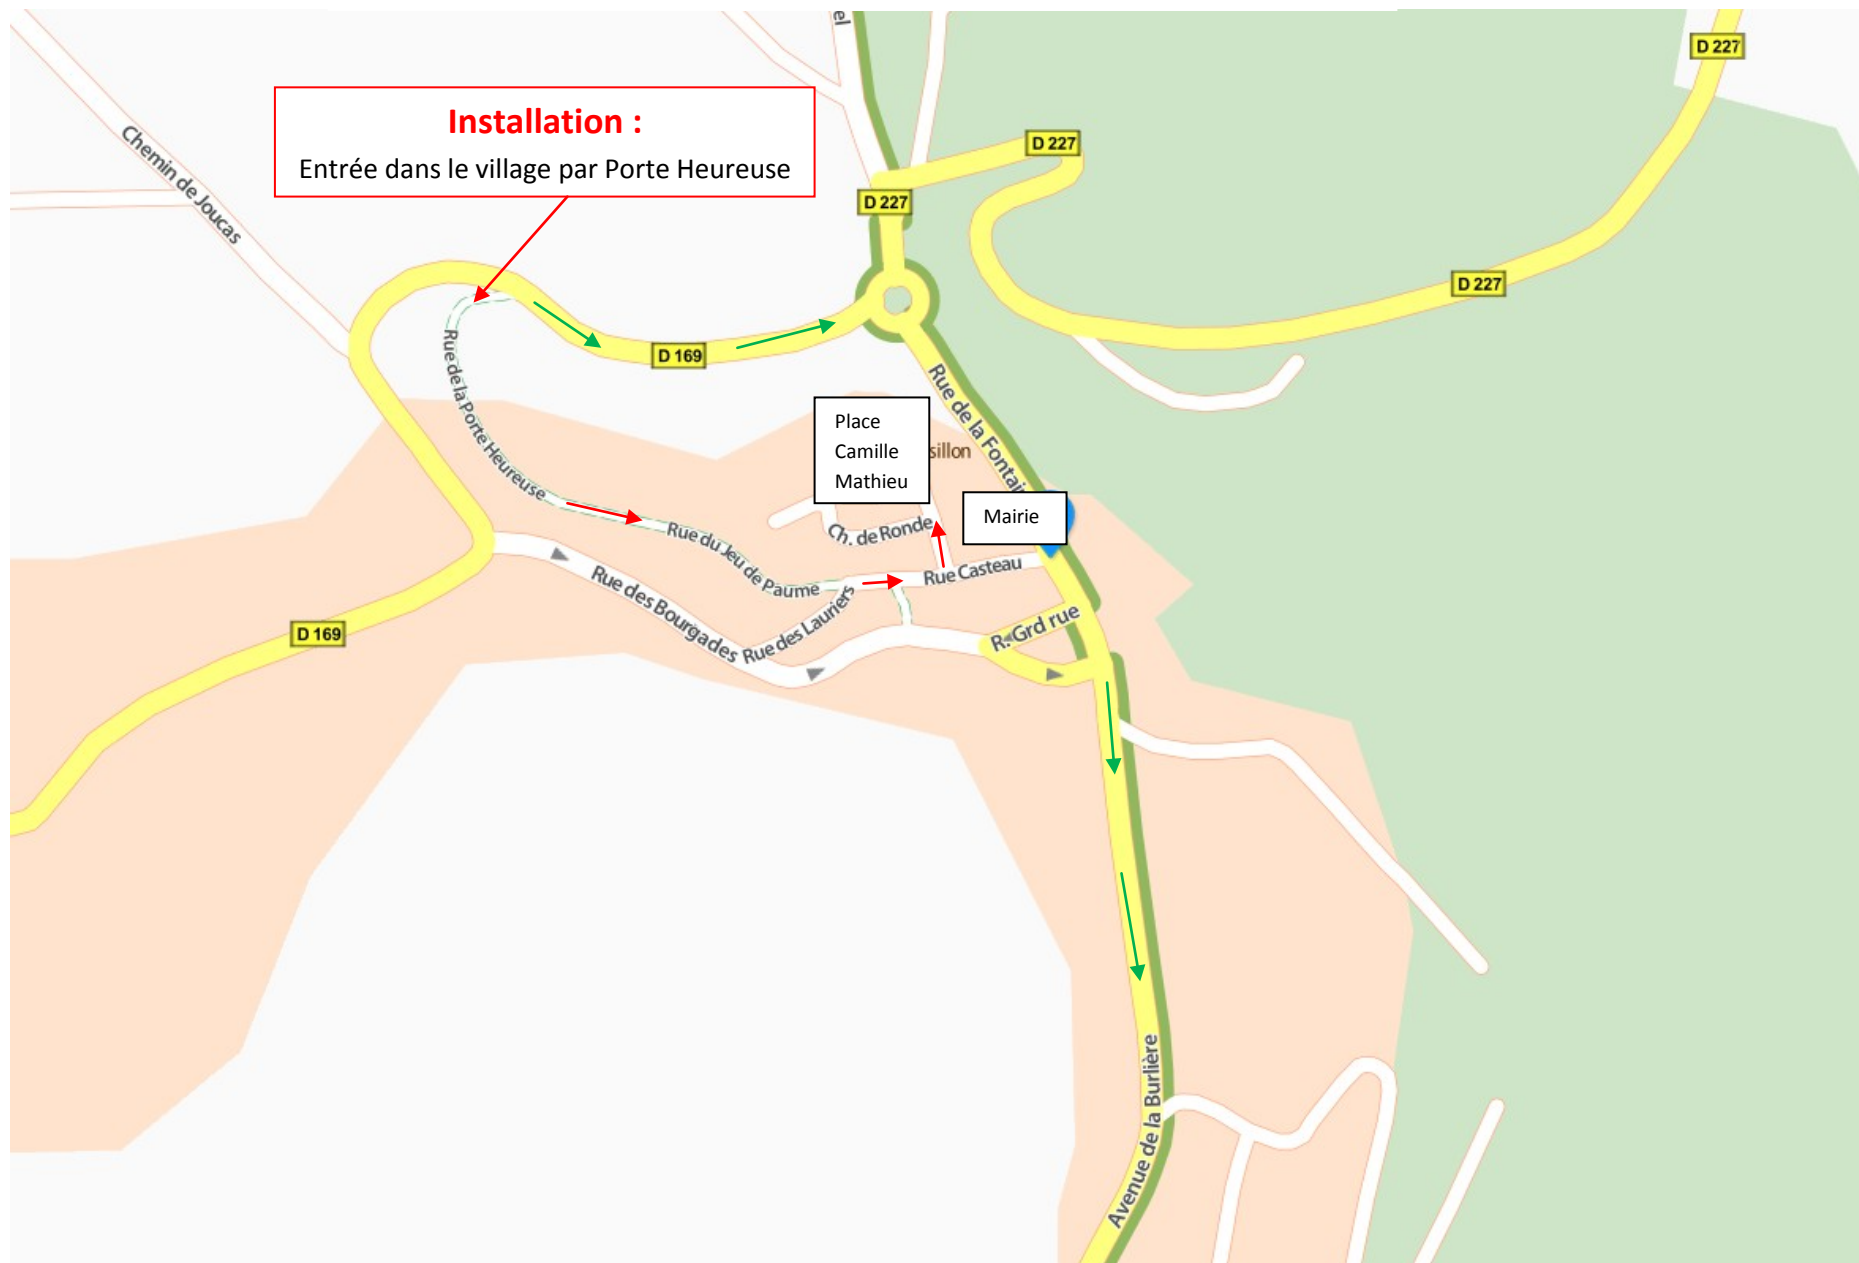 el
D 227
Installation :
Entrée dans le village par Porte Heureuse
D 227
Chemin de Joucas
D 227
D 227
D 169
Rue de la Porte Heureuse
Rue de la Fontain
Place
Camille
Mathieu
sillon
Mairie
Ch. de Ronde
Rue du Jeu de Paume
Rue Casteau
Rue des Bourgades
Rue des Lauriers
R. Grd rue
D 169
Avenue de la Burlière